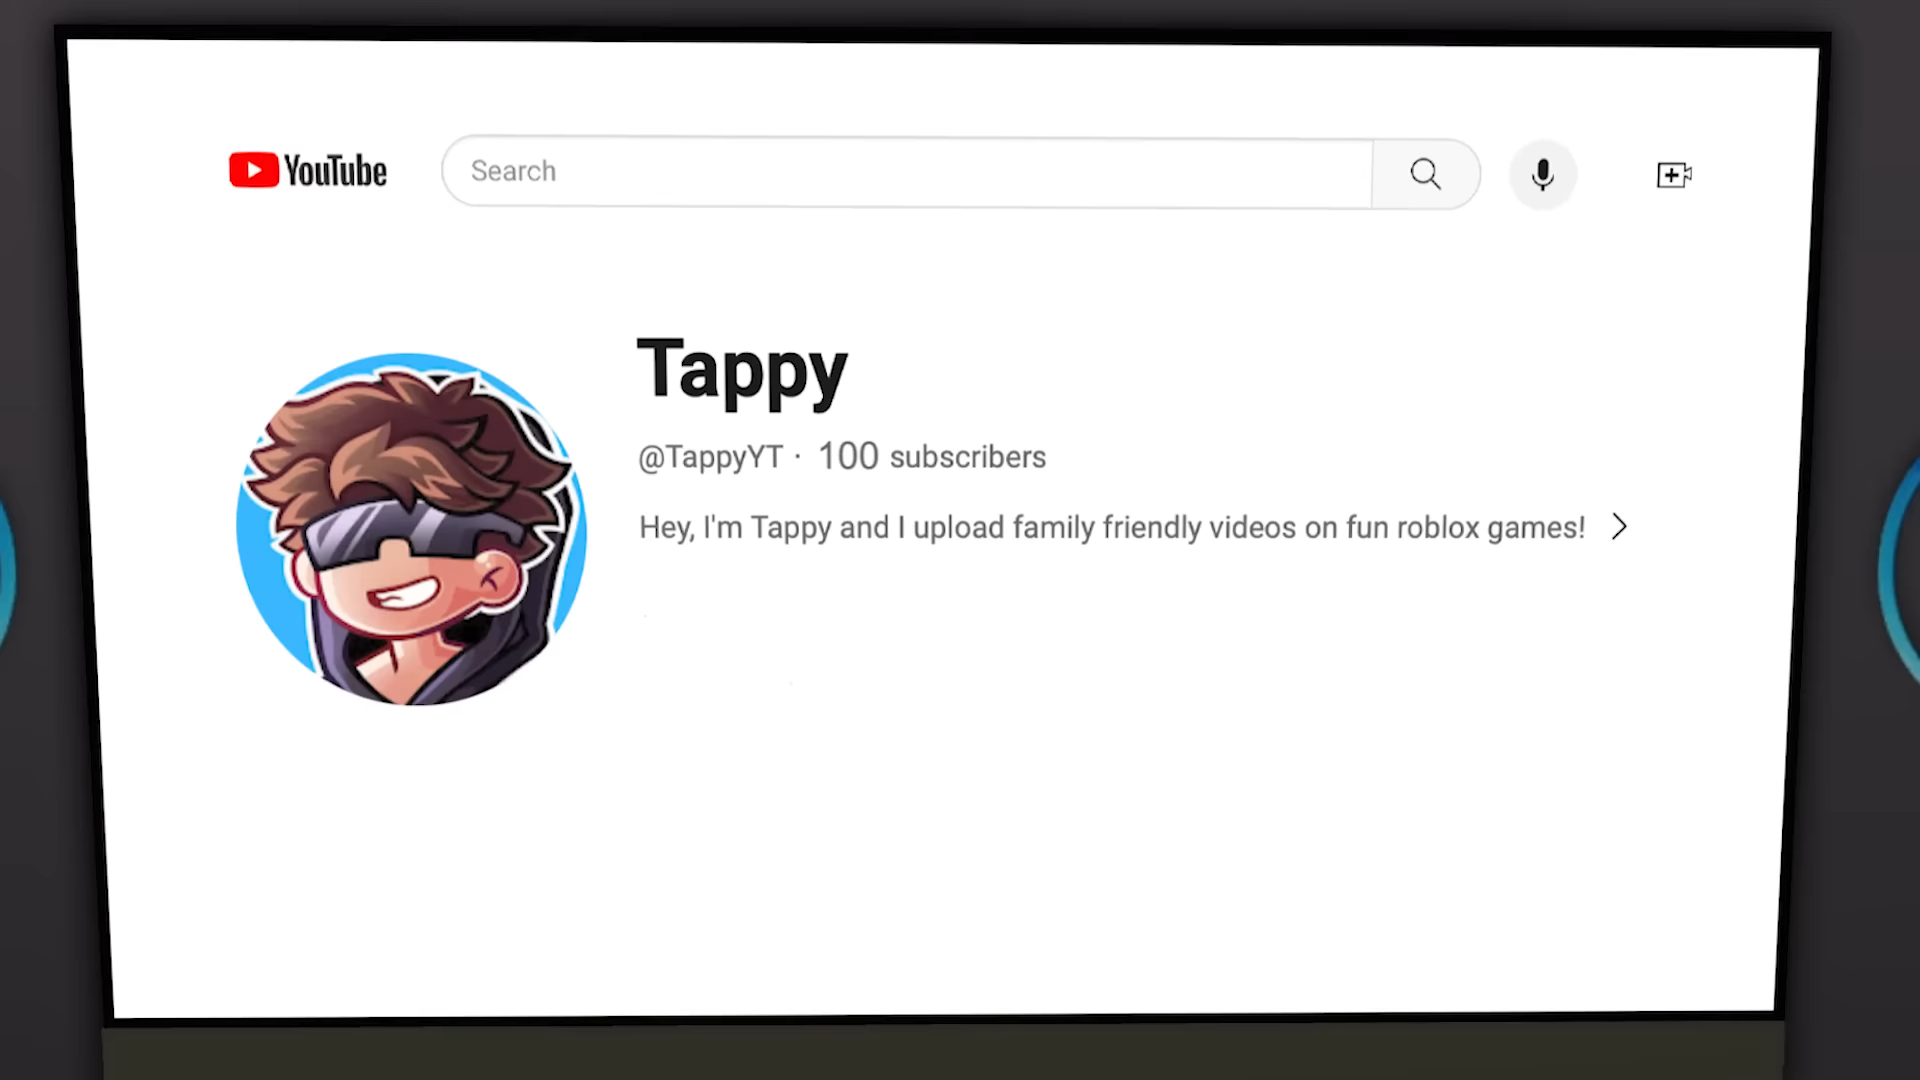 YouTube
Search
Tappy
@TappyYT · 100 subscribers
Hey, I'm Tappy and I upload family friendly videos on fun roblox games!